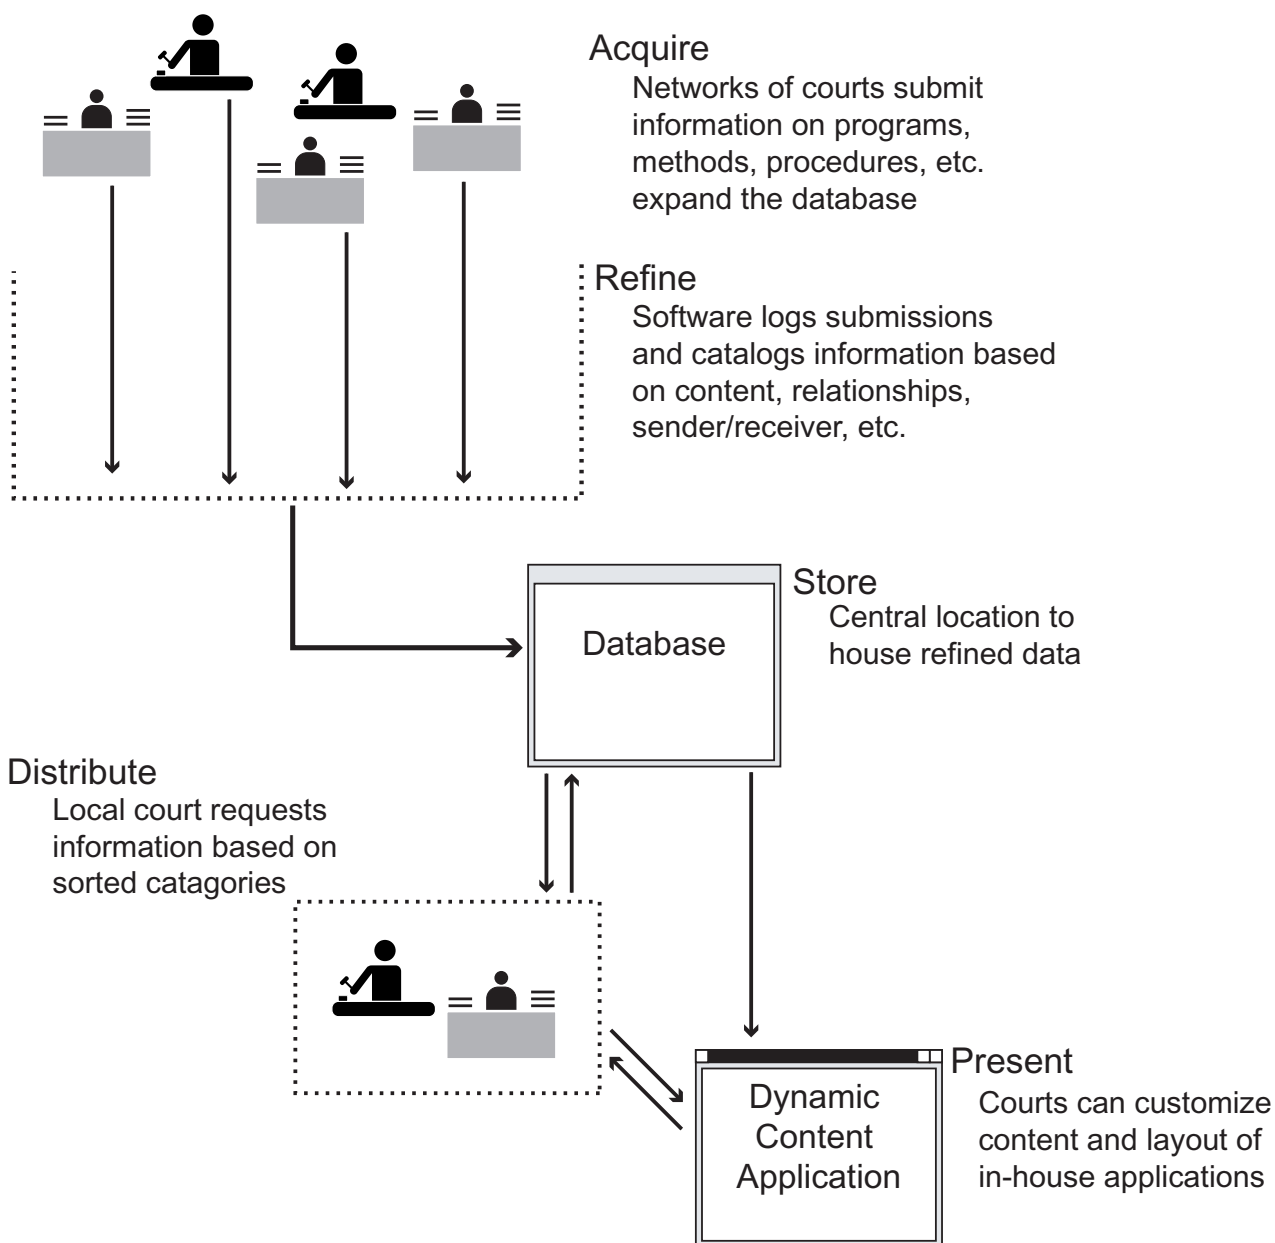 Acquire
Networks of courts submit
information on programs,
methods, procedures, etc.
expand the database
Refine
Software logs submissions
and catalogs information based
on content, relationships,
sender/receiver, etc.
Database
Store
Central location to
house refined data
Distribute
Local court requests
information based on
sorted catagories
Dynamic
Content
Application
Present
Courts can customize
content and layout of
in-house applications